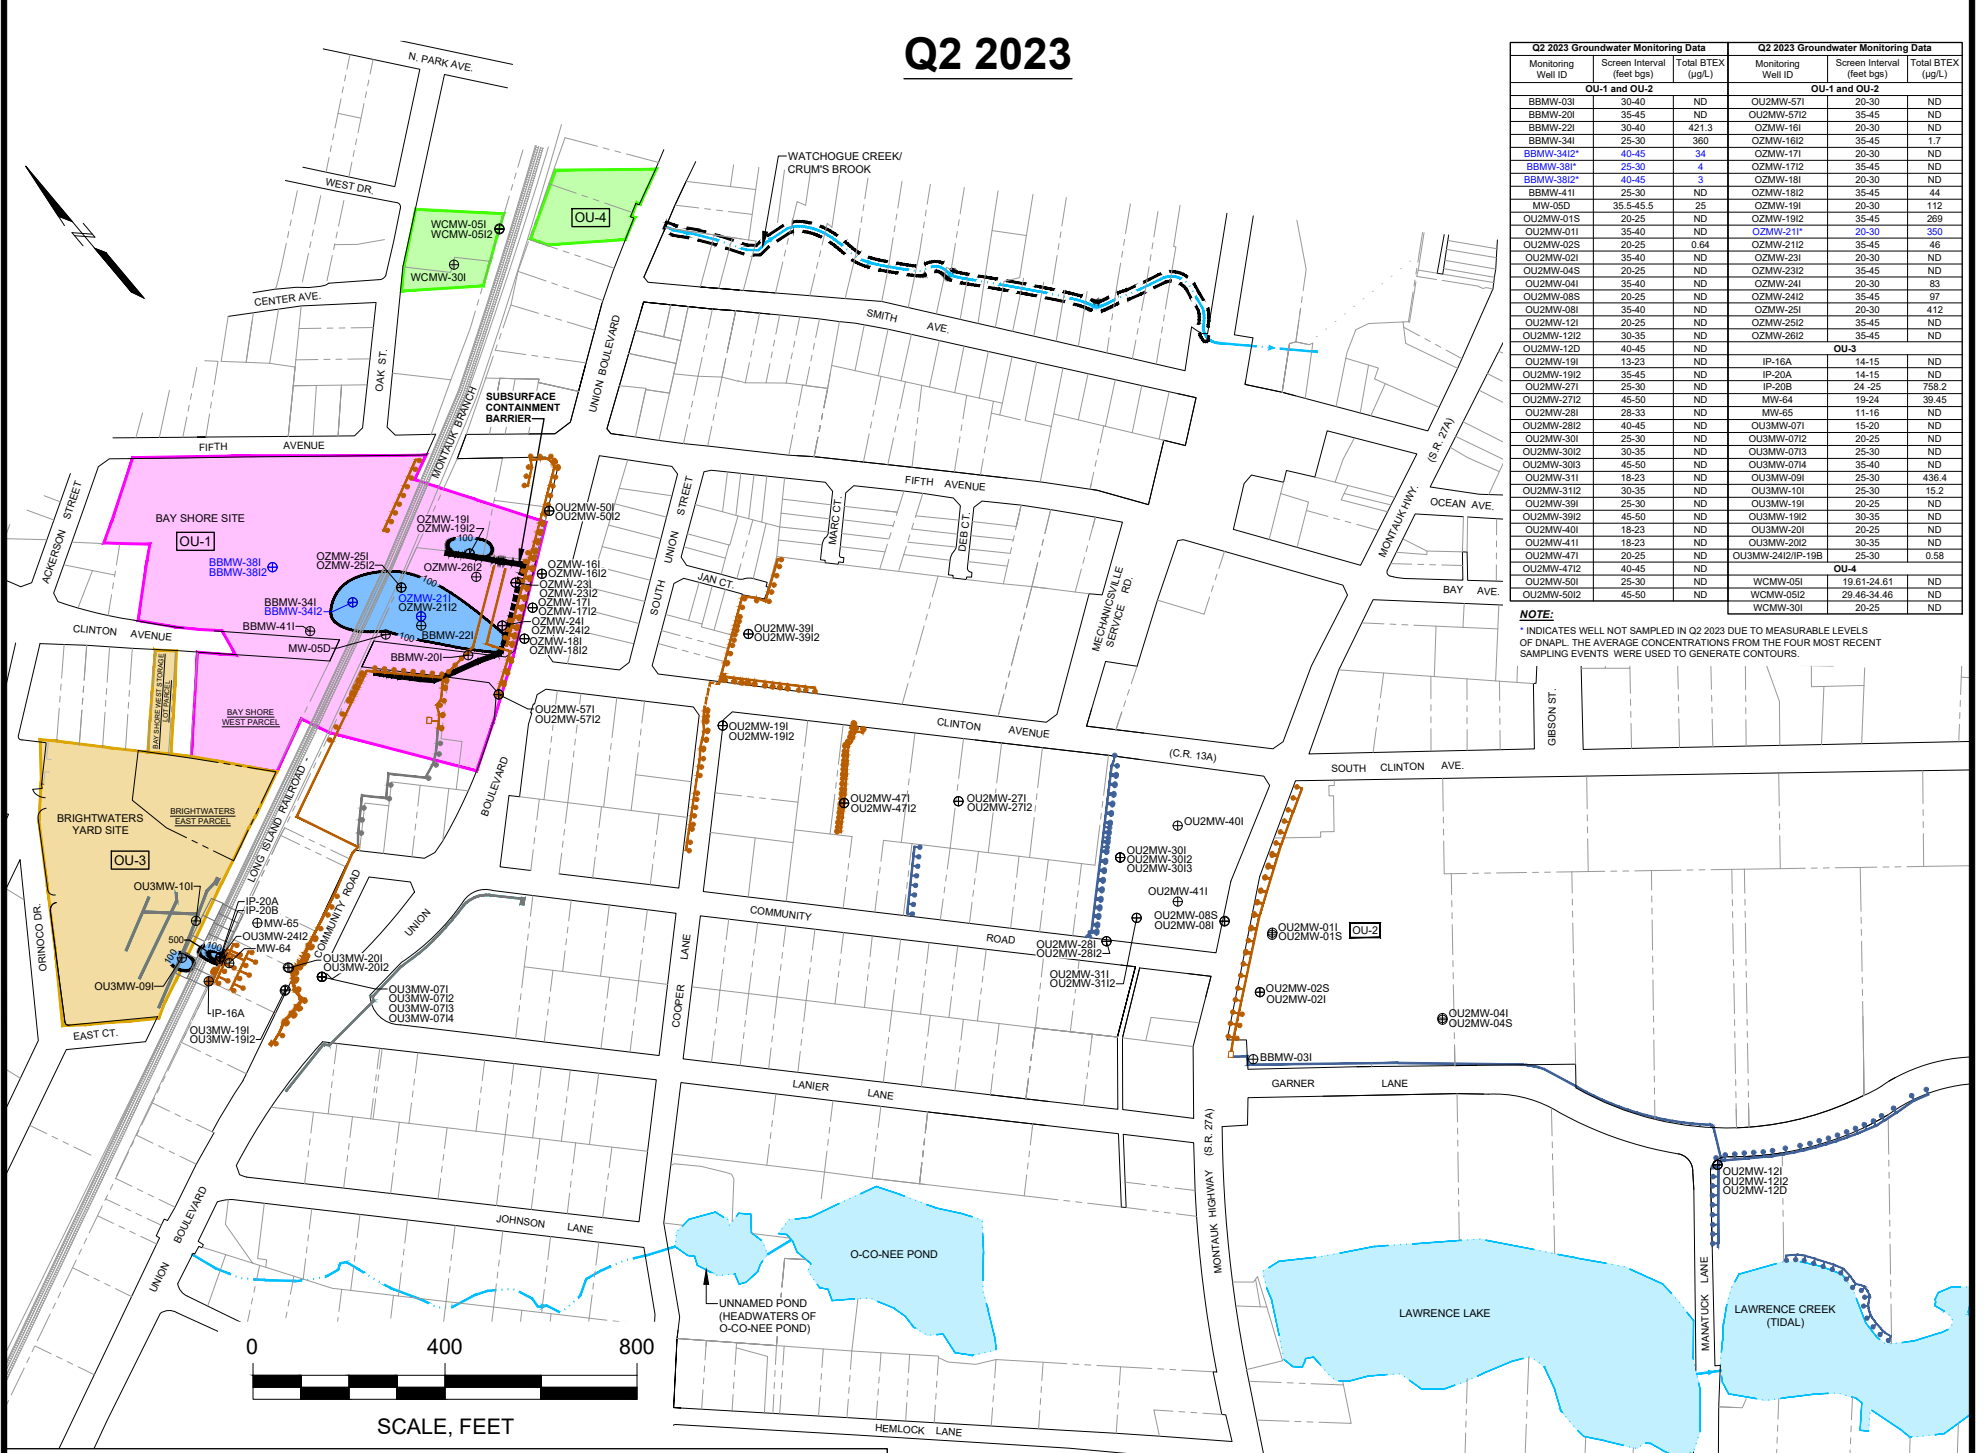 Q2 2023
Q2 2023 Groundwater Monitoring Data
Monitoring Well ID Screen Interval (feet bgs) Total BTEX (µg/L)
OU-1 and OU-2
BBMW-03I 30-40 ND
BBMW-20I 35-45 ND
BBMW-22I 30-40 421.3
BBMW-34I 25-30 360
BBMW-34I2* 40-45 34
BBMW-38I* 25-30 4
BBMW-38I2* 40-45 3
BBMW-41I 25-30 ND
MW-05D 35.5-45.5 25
OU2MW-01S 20-25 ND
OU2MW-01I 35-40 ND
OU2MW-02S 20-25 0.64
OU2MW-02I 35-40 ND
OU2MW-04S 20-25 ND
OU2MW-04I 35-40 ND
OU2MW-08S 20-25 ND
OU2MW-08I 35-40 ND
OU2MW-12I 20-25 ND
OU2MW-12I2 30-35 ND
OU2MW-12D 40-45 ND
OU2MW-19I 13-23 ND
OU2MW-19I2 35-45 ND
OU2MW-27I 25-30 ND
OU2MW-27I2 45-50 ND
OU2MW-28I 28-33 ND
OU2MW-28I2 40-45 ND
OU2MW-30I 25-30 ND
OU2MW-30I2 30-35 ND
OU2MW-30I3 45-50 ND
OU2MW-31I 18-23 ND
OU2MW-31I2 30-35 ND
OU2MW-39I 25-30 ND
OU2MW-39I2 45-50 ND
OU2MW-40I 18-23 ND
OU2MW-41I 18-23 ND
OU2MW-47I 20-25 ND
OU2MW-47I2 40-45 ND
OU2MW-50I 25-30 ND
OU2MW-50I2 45-50 ND
Q2 2023 Groundwater Monitoring Data
Monitoring Well ID Screen Interval (feet bgs) Total BTEX (µg/L)
OU-1 and OU-2
OU2MW-57I 20-30 ND
OU2MW-57I2 35-45 ND
OZMW-16I 20-30 ND
OZMW-16I2 35-45 1.7
OZMW-17I 20-30 ND
OZMW-17I2 35-45 ND
OZMW-18I 20-30 ND
OZMW-18I2 35-45 44
OZMW-19I 20-30 112
OZMW-19I2 35-45 269
OZMW-21I* 20-30 350
OZMW-21I2 35-45 46
OZMW-23I 20-30 ND
OZMW-23I2 35-45 ND
OZMW-24I 20-30 83
OZMW-24I2 35-45 97
OZMW-25I 20-30 412
OZMW-25I2 35-45 ND
OZMW-26I2 35-45 ND
OU-3
IP-16A 14-15 ND
IP-20A 14-15 ND
IP-20B 24 -25 758.2
MW-64 19-24 39.45
MW-65 11-16 ND
OU3MW-07I 15-20 ND
OU3MW-07I2 20-25 ND
OU3MW-07I3 25-30 ND
OU3MW-07I4 35-40 ND
OU3MW-09I 25-30 436.4
OU3MW-10I 25-30 15.2
OU3MW-19I 20-25 ND
OU3MW-19I2 30-35 ND
OU3MW-20I 20-25 ND
OU3MW-20I2 30-35 ND
OU3MW-24I2/IP-19B 25-30 0.58
OU-4
WCMW-05I 19.61-24.61 ND
WCMW-05I2 29.46-34.46 ND
WCMW-30I 20-25 ND
NOTE:
* INDICATES WELL NOT SAMPLED IN Q2 2023 DUE TO MEASURABLE LEVELS
OF DNAPL. THE AVERAGE CONCENTRATIONS FROM THE FOUR MOST RECENT
SAMPLING EVENTS WERE USED TO GENERATE CONTOURS.
N. PARK AVE.
WATCHOGUE CREEK/
CRUM'S BROOK
WEST DR.
OU-4
WCMW-05I
WCMW-05I2
WCMW-30I
N
CENTER AVE.
SMITH AVE.
OAK ST.
UNION BOULEVARD
MONTAUK BRANCH
SUBSURFACE
CONTAINMENT
BARRIER
FIFTH AVENUE
FIFTH AVENUE
(S.R. 27A)
MONTAUK HWY.
OCEAN AVE.
BAY AVE.
ACKERSON STREET
BAY SHORE SITE
OU-1
BBMW-38I
BBMW-38I2
OZMW-19I
OZMW-19I2
100
OU2MW-50I
OU2MW-50I2
UNION STREET
SOUTH
MARC CT.
DEB CT.
JAN CT.
MECHANICSVILLE
SERVICE RD.
OZMW-25I
OZMW-25I2
OZMW-26I2
100
OZMW-16I
OZMW-16I2
OZMW-23I
OZMW-23I2
OZMW-17I
OZMW-17I2
OZMW-24I
OZMW-24I2
OZMW-18I
OZMW-18I2
BBMW-34I
BBMW-34I2
OZMW-21I
OZMW-21I2
BBMW-41I
BBMW-22I
100
MW-05D
BBMW-20I
CLINTON AVENUE
OU2MW-39I
OU2MW-39I2
BAY SHORE WEST STORAGE
LOT PARCEL
BAY SHORE
WEST PARCEL
OU2MW-57I
OU2MW-57I2
OU2MW-19I
OU2MW-19I2
CLINTON AVENUE
(C.R. 13A)
SOUTH CLINTON AVE.
GIBSON ST.
BOULEVARD
LONG ISLAND RAILROAD
BRIGHTWATERS
YARD SITE
BRIGHTWATERS
EAST PARCEL
OU-3
OU2MW-47I
OU2MW-47I2
OU2MW-27I
OU2MW-27I2
OU2MW-40I
OU2MW-30I
OU2MW-30I2
OU2MW-30I3
OU2MW-41I
OU2MW-08S
OU2MW-08I
OU2MW-01I
OU2MW-01S
OU-2
OU3MW-10I
IP-20A
IP-20B
MW-65
OU3MW-24I2
MW-64
500
100
100
COMMUNITY ROAD
UNION
COMMUNITY ROAD
OU2MW-28I
OU2MW-28I2
OU2MW-31I
OU2MW-31I2
ORINOCO DR.
OU3MW-20I
OU3MW-20I2
OU3MW-09I
OU3MW-07I
OU3MW-07I2
OU3MW-07I3
OU3MW-07I4
IP-16A
OU3MW-19I
OU3MW-19I2
EAST CT.
COOPER LANE
OU2MW-02S
OU2MW-02I
OU2MW-04I
OU2MW-04S
BBMW-03I
LANIER LANE
GARNER LANE
MONTAUK HIGHWAY (S.R. 27A)
OU2MW-12I
OU2MW-12I2
OU2MW-12D
UNION BOULEVARD
JOHNSON LANE
O-CO-NEE POND
UNNAMED POND
(HEADWATERS OF
O-CO-NEE POND)
LAWRENCE LAKE
MANATUCK LANE
LAWRENCE CREEK
(TIDAL)
0 400 800
SCALE, FEET
HEMLOCK LANE